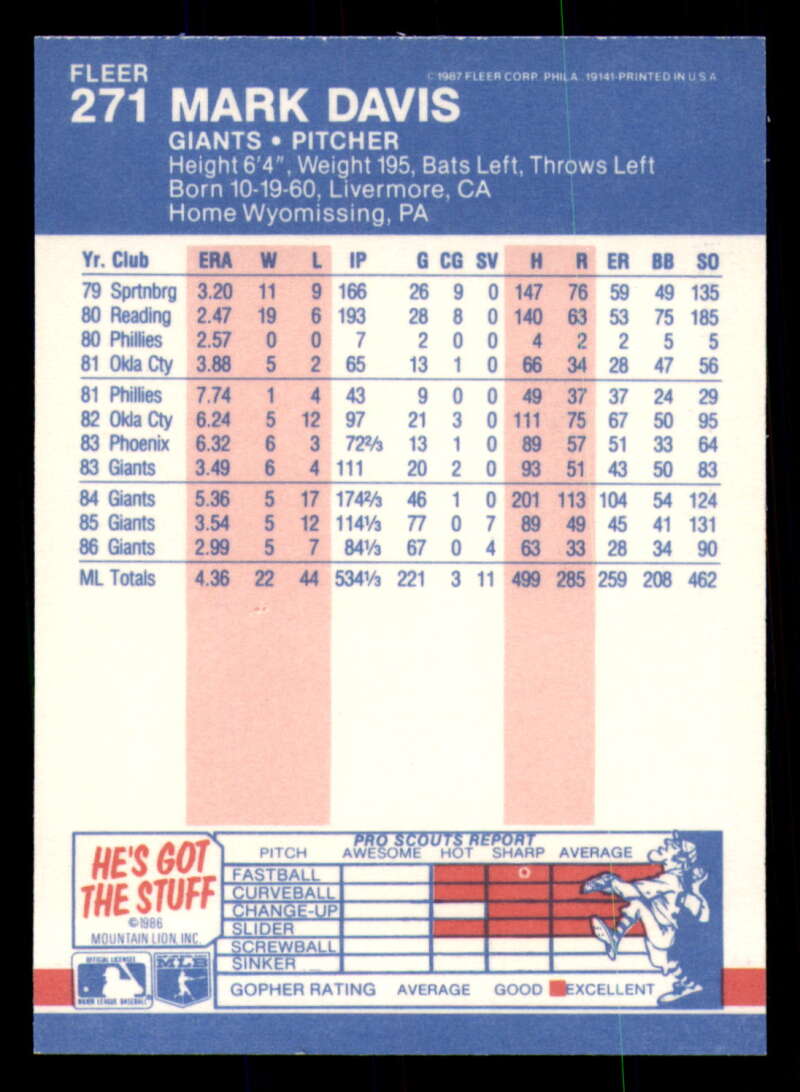 FLEER
©1987 FLEER CORP. PHILA. 19141-PRINTED IN U S A
271 MARK DAVIS
GIANTS • PITCHER
Height 6'4", Weight 195, Bats Left, Throws Left
Born 10-19-60, Livermore, CA
Home Wyomissing, PA
Yr. Club ERA W L IP G CG SV H R ER BB SO
79 Sprtnbrg 3.20 11 9 166 26 9 0 147 76 59 49 135
80 Reading 2.47 19 6 193 28 8 0 140 63 53 75 185
80 Phillies 2.57 0 0 7 2 0 0 4 2 2 5 5
81 Okla Cty 3.88 5 2 65 13 1 0 66 34 28 47 56
81 Phillies 7.74 1 4 43 9 0 0 49 37 37 24 29
82 Okla Cty 6.24 5 12 97 21 3 0 111 75 67 50 95
83 Phoenix 6.32 6 3 72⅔ 13 1 0 89 57 51 33 64
83 Giants 3.49 6 4 111 20 2 0 93 51 43 50 83
84 Giants 5.36 5 17 174⅔ 46 1 0 201 113 104 54 124
85 Giants 3.54 5 12 114⅓ 77 0 7 89 49 45 41 131
86 Giants 2.99 5 7 84⅓ 67 0 4 63 33 28 34 90
ML Totals 4.36 22 44 534⅓ 221 3 11 499 285 259 208 462
HE'S GOT
THE STUFF
©1986
MOUNTAIN LION, INC.
OFFICIAL LICENSEE
MAJOR LEAGUE BASEBALL
MLB
PRO SCOUTS REPORT
PITCH AWESOME HOT SHARP AVERAGE
FASTBALL
CURVEBALL
CHANGE-UP
SLIDER
SCREWBALL
SINKER
GOPHER RATING AVERAGE GOOD EXCELLENT